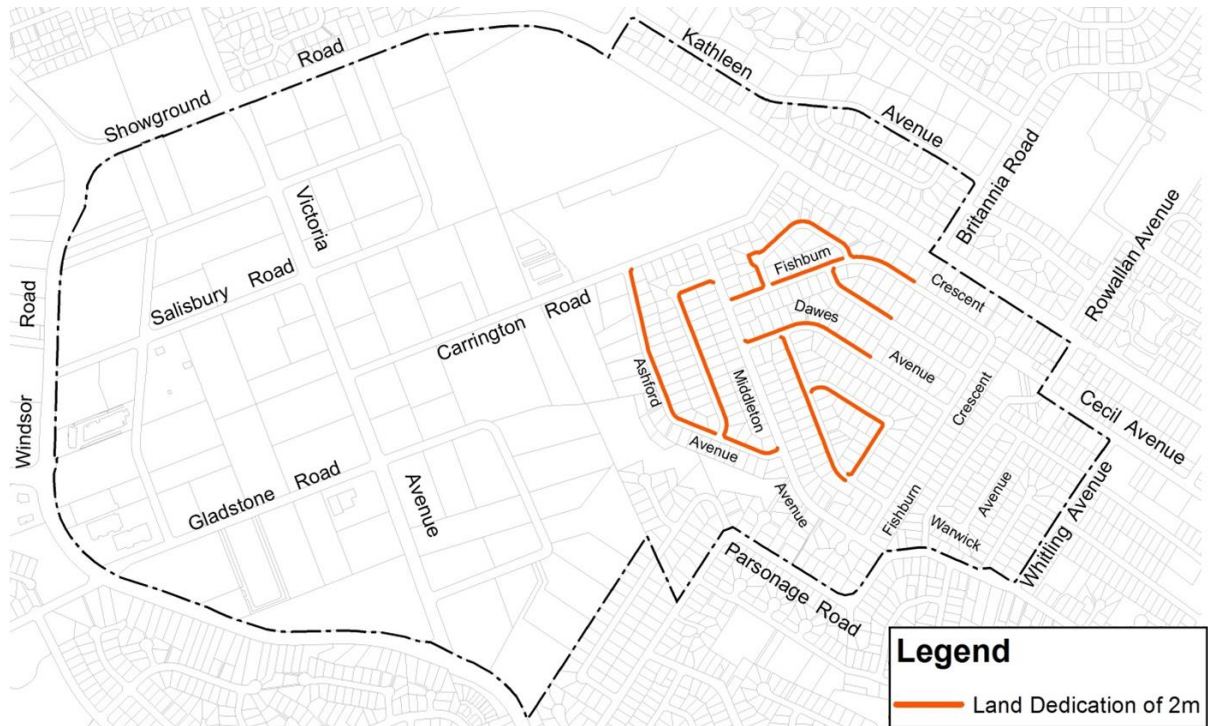 Kathleen
Avenue
Showground
Road
Britannia Road
Rowallan Avenue
Victoria
Salisbury Road
Road
Windsor
Fishburn
Crescent
Dawes
Avenue
Carrington Road
Ashford
Middleton
Avenue
Avenue
Crescent
Fishburn
Cecil Avenue
Gladstone Road
Avenue
Avenue
Warwick
Whitling Avenue
Parsonage Road
Legend
Land Dedication of 2m